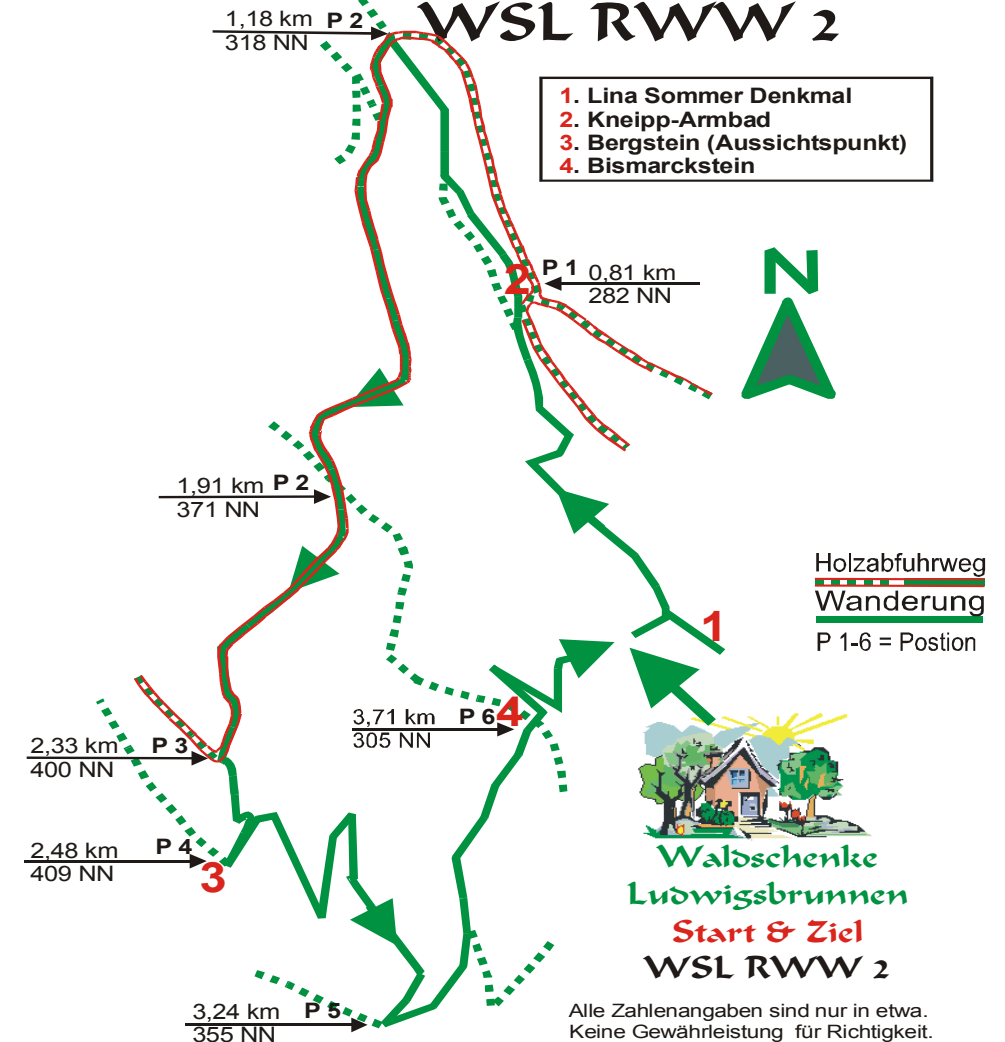 WSL RWW 2
1,18 km P 2
318 NN
1. Lina Sommer Denkmal
2. Kneipp-Armbad
3. Bergstein (Aussichtspunkt)
4. Bismarckstein
N
2
P 1 0,81 km
282 NN
1,91 km P 2
371 NN
Holzabfuhrweg
Wanderung
P 1-6 = Postion
1
3,71 km P 6 4
305 NN
2,33 km P 3
400 NN
2,48 km P 4
409 NN
3
Waldschenke
Ludwigsbrunnen
Start & Ziel
WSL RWW 2
3,24 km P 5
355 NN
Alle Zahlenangaben sind nur in etwa.
Keine Gewährleistung für Richtigkeit.